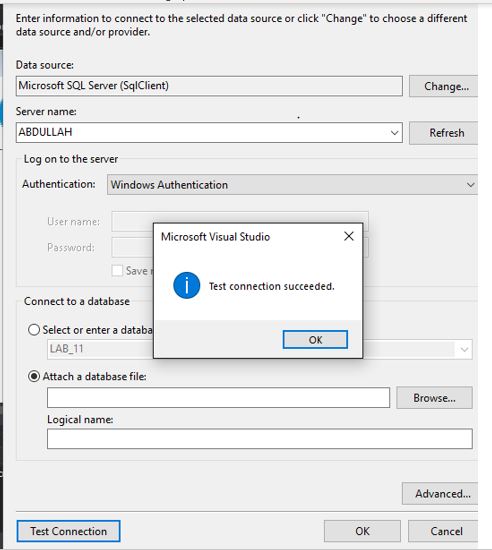 Enter information to connect to the selected data source or click "Change" to choose a different
data source and/or provider.
Data source:
Microsoft SQL Server (SqlClient)
Change...
Server name:
ABDULLAH
Refresh
Log on to the server
Authentication:
Windows Authentication
User name:
Password:
Save
Microsoft Visual Studio
Test connection succeeded.
OK
Connect to a database
Select or enter a databa
LAB_11
Attach a database file:
Browse...
Logical name:
Advanced...
Test Connection
OK
Cancel